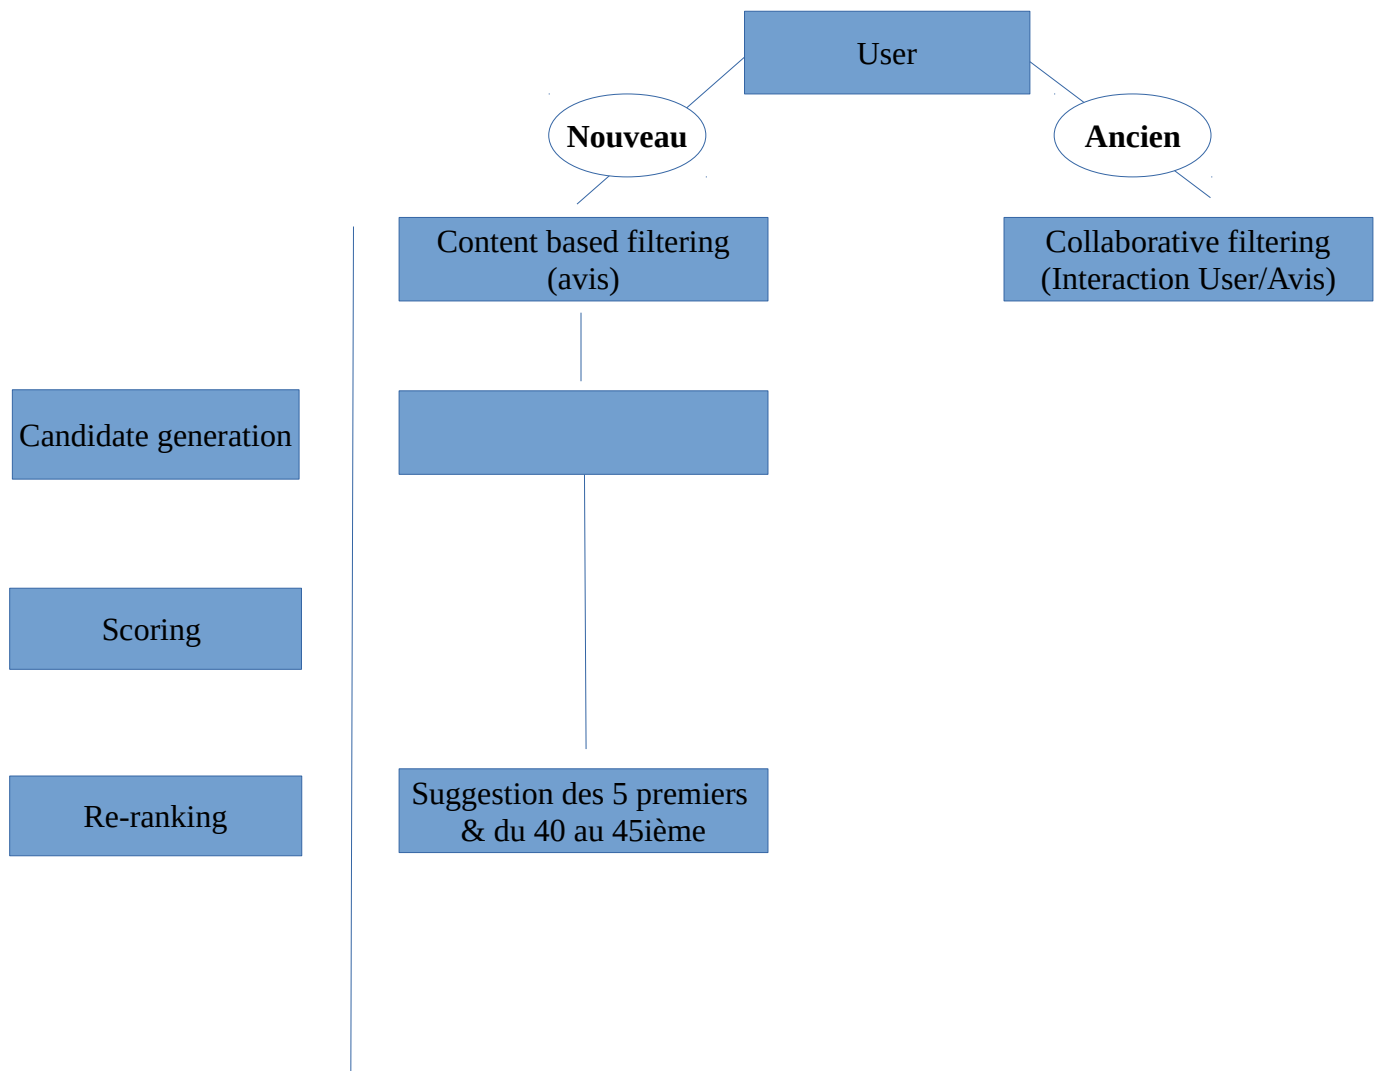 User
Nouveau
Ancien
Content based filtering
(avis)
Collaborative filtering
(Interaction User/Avis)
Candidate generation
Scoring
Re-ranking
Suggestion des 5 premiers
& du 40 au 45ième